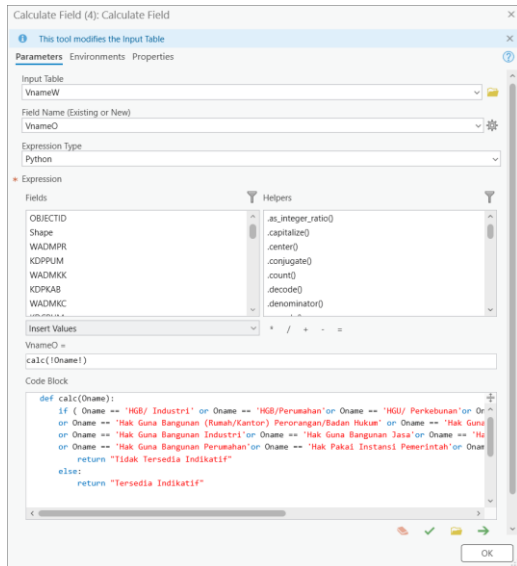 Calculate Field (4): Calculate Field
This tool modifies the Input Table
Parameters Environments Properties
Input Table
VnameW
Field Name (Existing or New)
VnameO
Expression Type
Python
* Expression
Fields
Helpers
OBJECTID
Shape
WADMPR
KDPPUM
WADMKK
KDPKAB
WADMKC
.as_integer_ratio()
.capitalize()
.center()
.conjugate()
.count()
.decode()
.denominator()
Insert Values
* / + - =
VnameO =
calc(!Oname!)
Code Block
def calc(Oname):
if ( Oname == 'HGB/ Industri' or Oname == 'HGB/Perumahan'or Oname == 'HGU/ Perkebunan'or
or Oname == 'Hak Guna Bangunan (Rumah/Kantor) Perorangan/Badan Hukum' or Oname == 'Hak Guna
or Oname == 'Hak Guna Bangunan Industri'or Oname == 'Hak Guna Bangunan Jasa'or Oname ==
or Oname == 'Hak Guna Bangunan Perumahan'or Oname == 'Hak Pakai Instansi Pemerintah'or
return "Tidak Tersedia Indikatif"
else:
return "Tersedia Indikatif"
OK